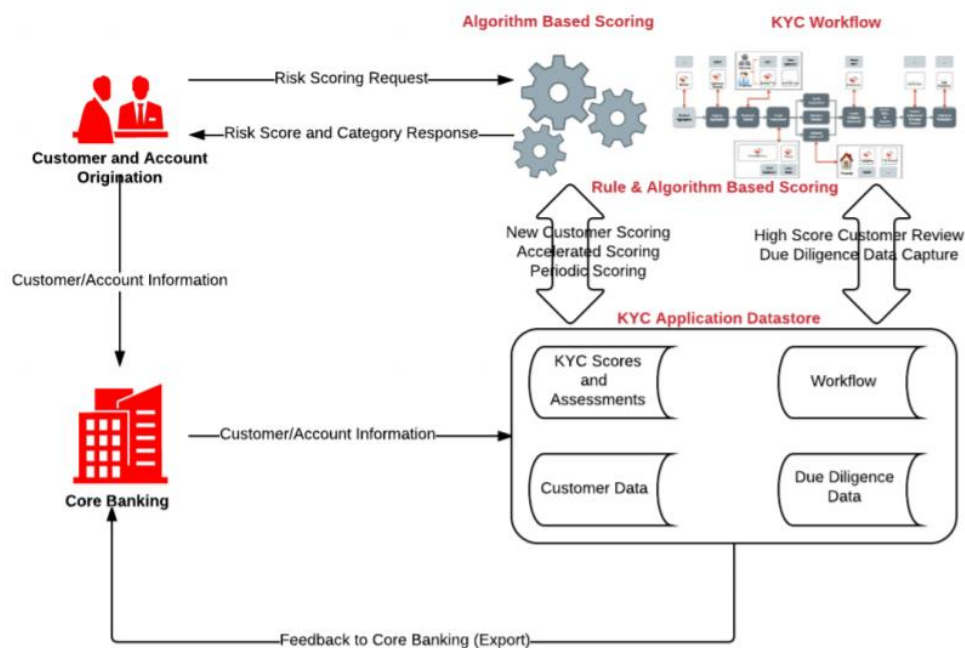 Algorithm Based Scoring
KYC Workflow
Risk Scoring Request
Risk Score and Category Response
Customer and Account
Origination
Rule & Algorithm Based Scoring
New Customer Scoring
Accelerated Scoring
Periodic Scoring
High Score Customer Review
Due Diligence Data Capture
Customer/Account Information
KYC Application Datastore
KYC Scores
and
Assessments
Workflow
Customer/Account Information
Customer Data
Due Diligence
Data
Core Banking
Feedback to Core Banking (Export)